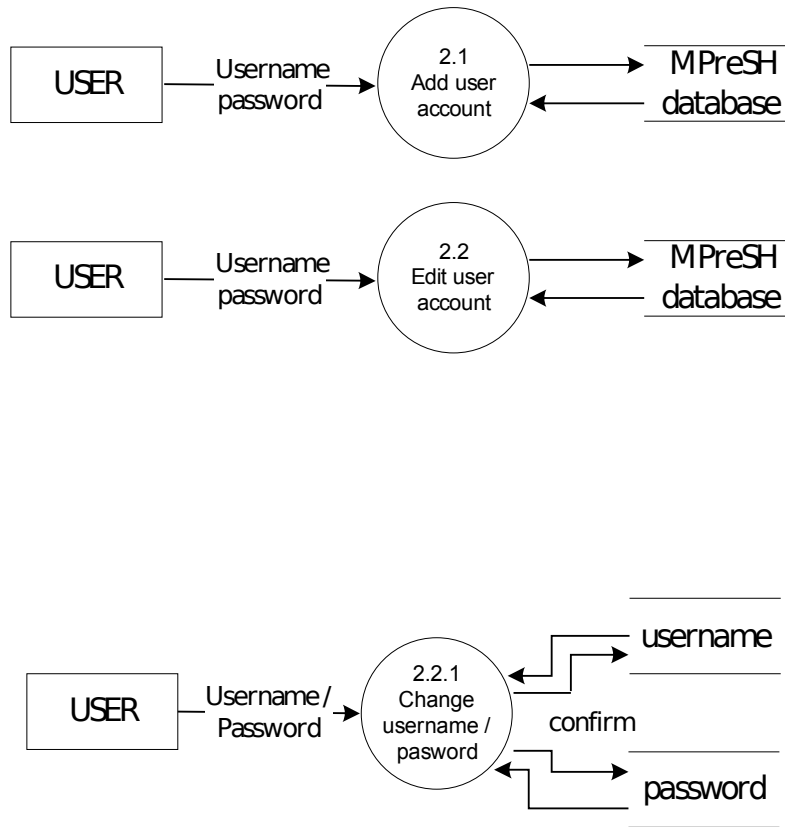 USER
Username
password
2.1
Add user
account
MPreSH
database
USER
Username
password
2.2
Edit user
account
MPreSH
database
USER
Username /
Password
2.2.1
Change
username /
pasword
username
confirm
password